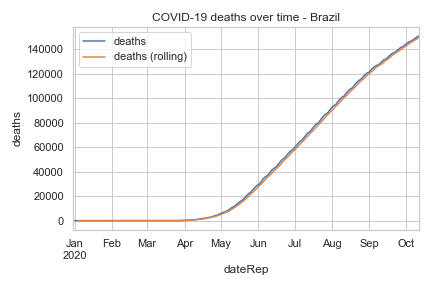 COVID-19 deaths over time - Brazil
deaths
deaths (rolling)
140000
120000
100000
80000
60000
40000
20000
0
deaths
Jan Feb Mar Apr May Jun Jul Aug Sep Oct
2020
dateRep